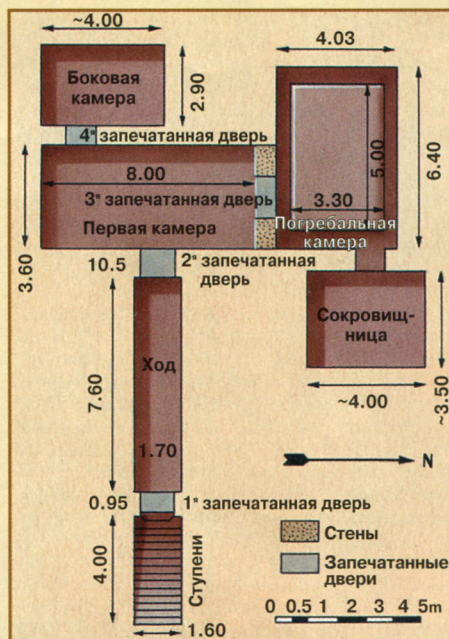 ~4.00
4.03
Боковая
камера
2.90
4ᵃ запечатанная дверь
8.00
3ᵃ запечатанная дверь
Первая камера
3.60
5.00
3.30
6.40
Погребальная
камера
10.5
2ᵃ запечатанная
дверь
Сокровищ-
ница
~4.00
~3.50
Ход
7.60
1.70
N
0.95
1ᵃ запечатанная дверь
4.00
Ступени
1.60
Стены
Запечатанные
двери
0 0.5 1 2 3 4 5м